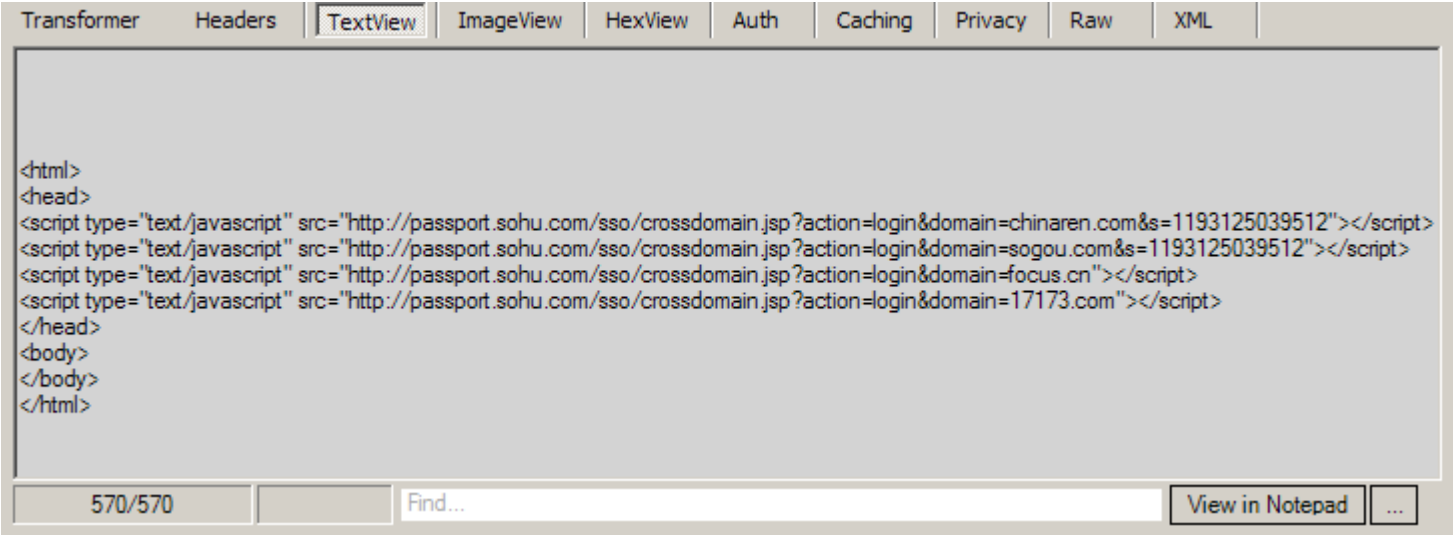 Transformer Headers TextView ImageView HexView Auth Caching Privacy Raw XML
<html>
<head>
<script type="text/javascript" src="http://passport.sohu.com/sso/crossdomain.jsp?action=login&domain=chinaren.com&s=1193125039512"></script>
<script type="text/javascript" src="http://passport.sohu.com/sso/crossdomain.jsp?action=login&domain=sogou.com&s=1193125039512"></script>
<script type="text/javascript" src="http://passport.sohu.com/sso/crossdomain.jsp?action=login&domain=focus.cn"></script>
<script type="text/javascript" src="http://passport.sohu.com/sso/crossdomain.jsp?action=login&domain=17173.com"></script>
</head>
<body>
</body>
</html>
570/570 Find... View in Notepad ...